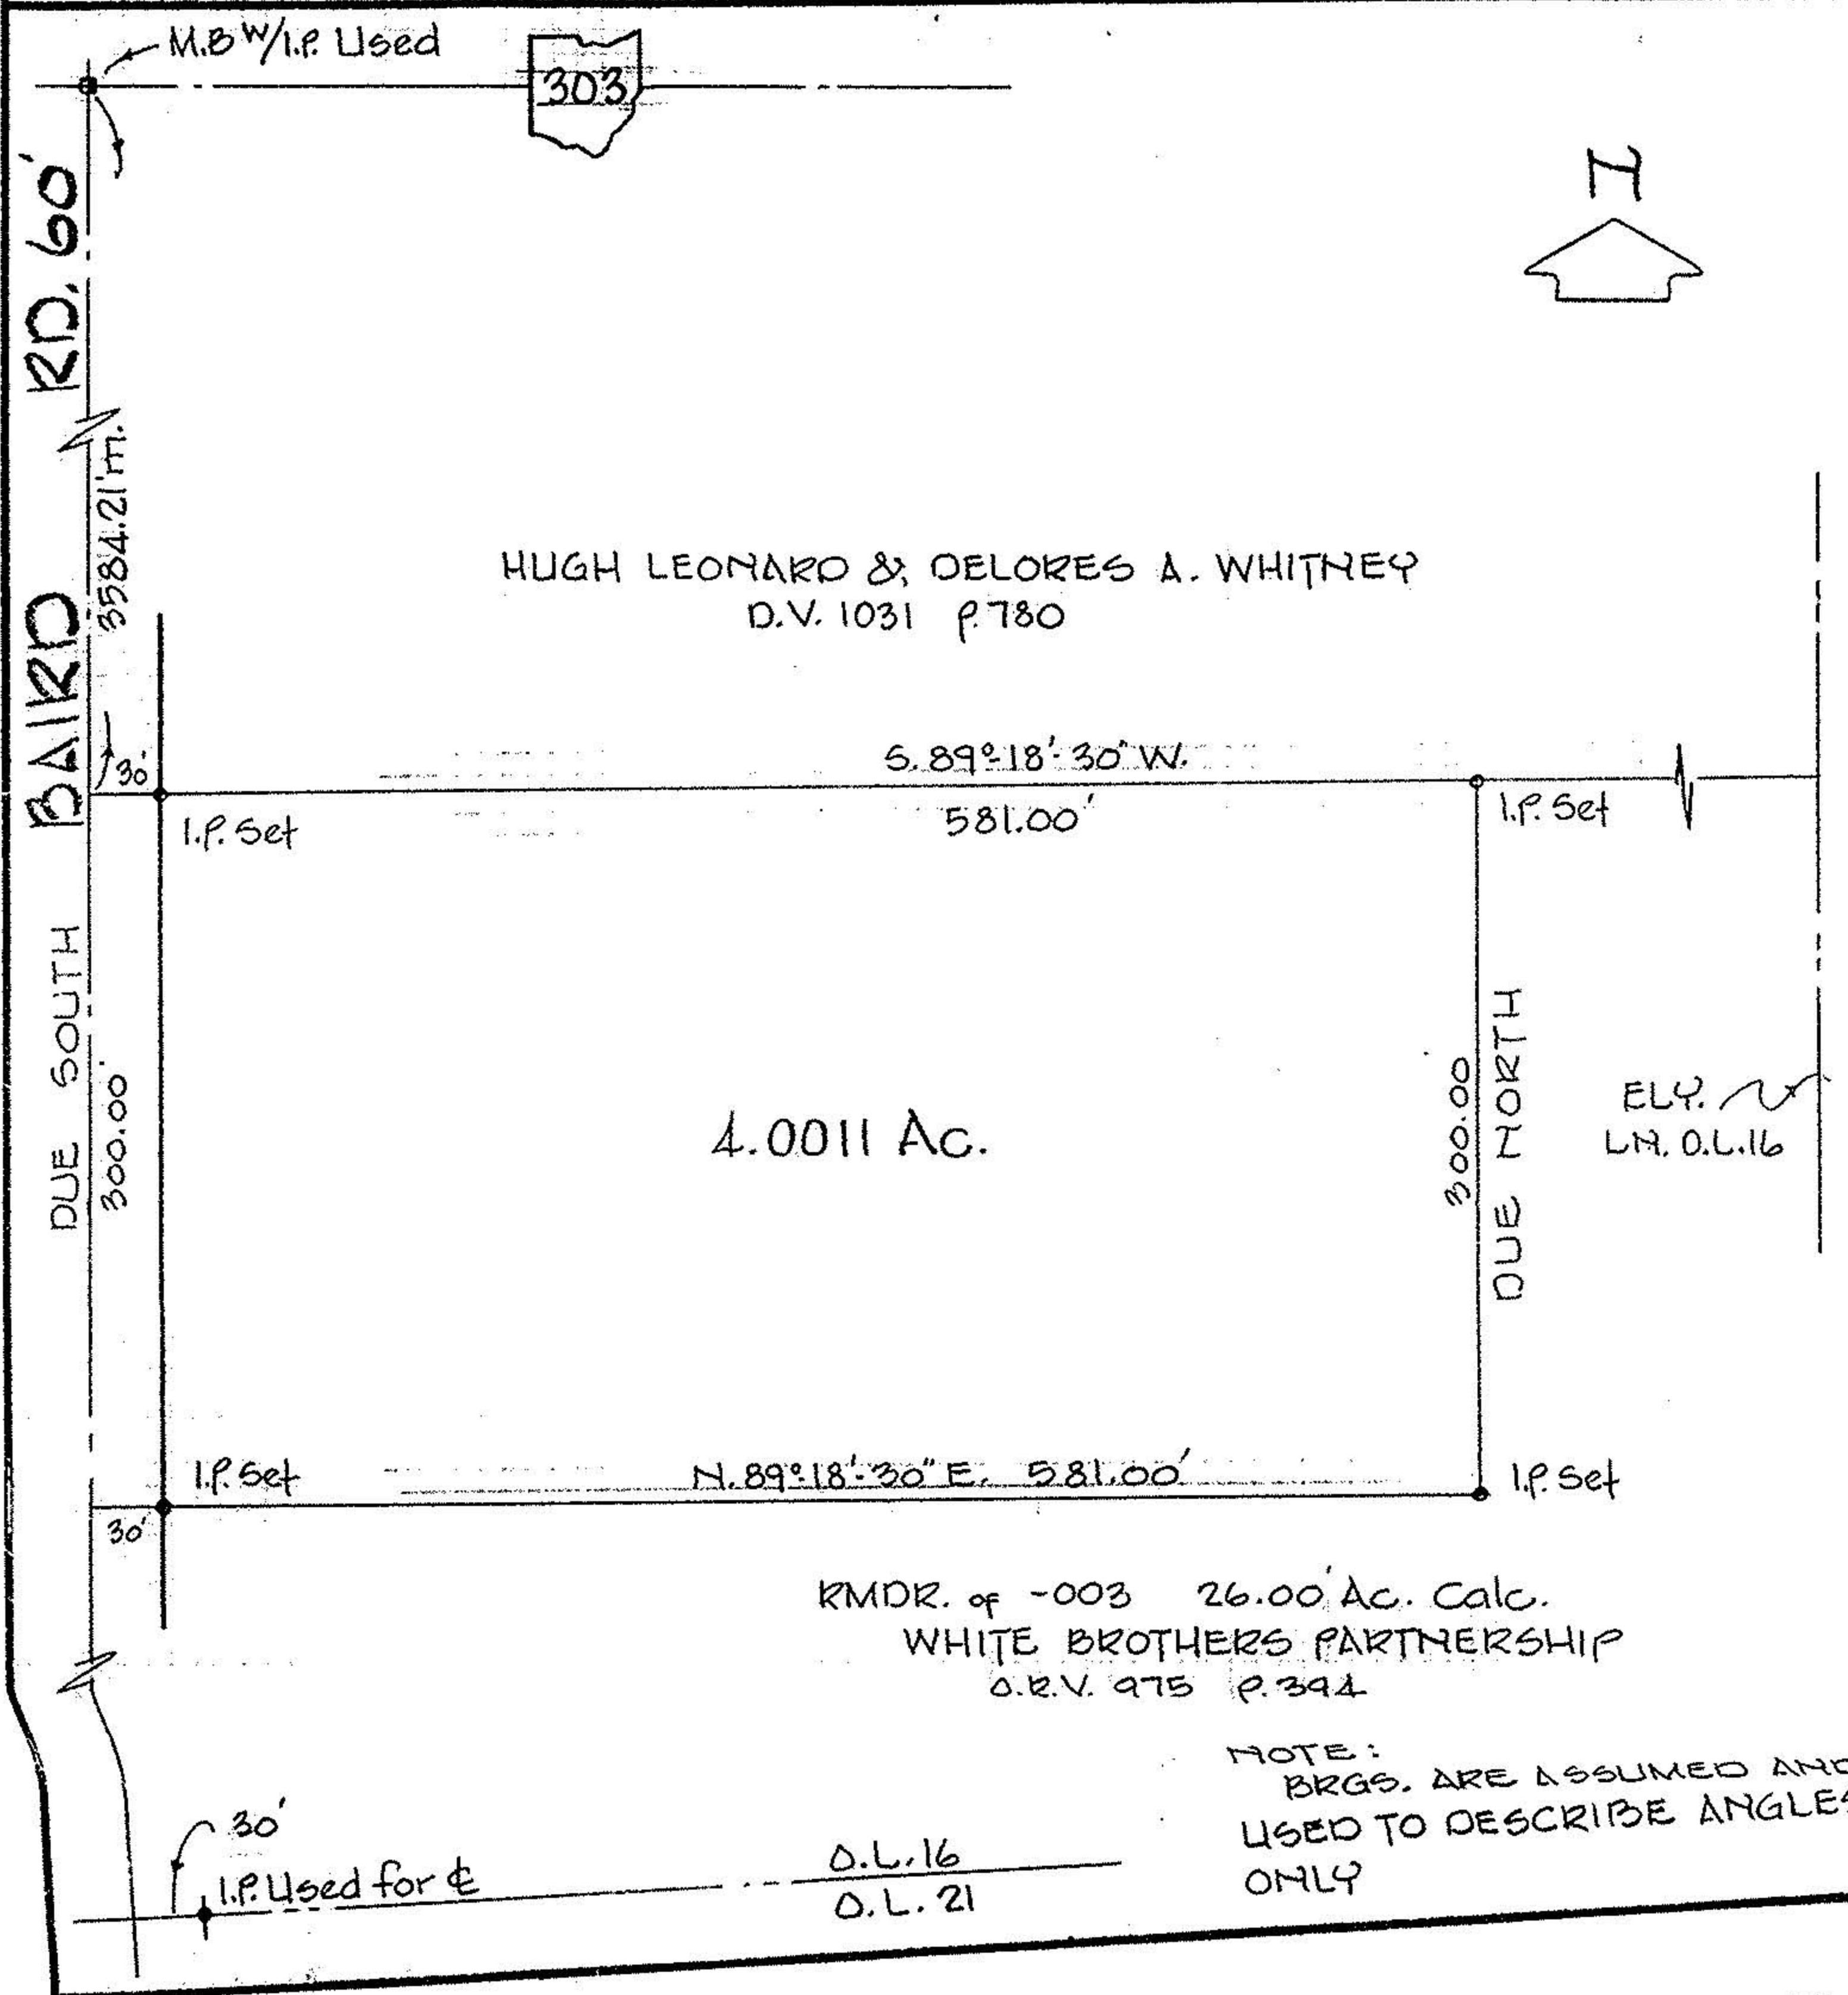 M.B W/I.P. Used
303
N
BAIRD RD. 60'
3584.21' m.
HUGH LEONARD & DELORES A. WHITNEY
D.V. 1031 P. 780
30'
S. 89°-18'-30" W.
581.00'
I.P. Set
I.P. Set
DUE SOUTH
300.00'
4.0011 Ac.
300.00
DUE NORTH
ELY.
LN. O.L.16
I.P. Set
N. 89°-18'-30" E. 581.00'
I.P. Set
30'
RMDR. of -003 26.00 Ac. Calc.
WHITE BROTHERS PARTNERSHIP
O.R.V. 975 P. 394
NOTE:
BRGS. ARE ASSUMED AND
USED TO DESCRIBE ANGLES
ONLY
30'
I.P. Used for ℄
O.L. 16
O.L. 21